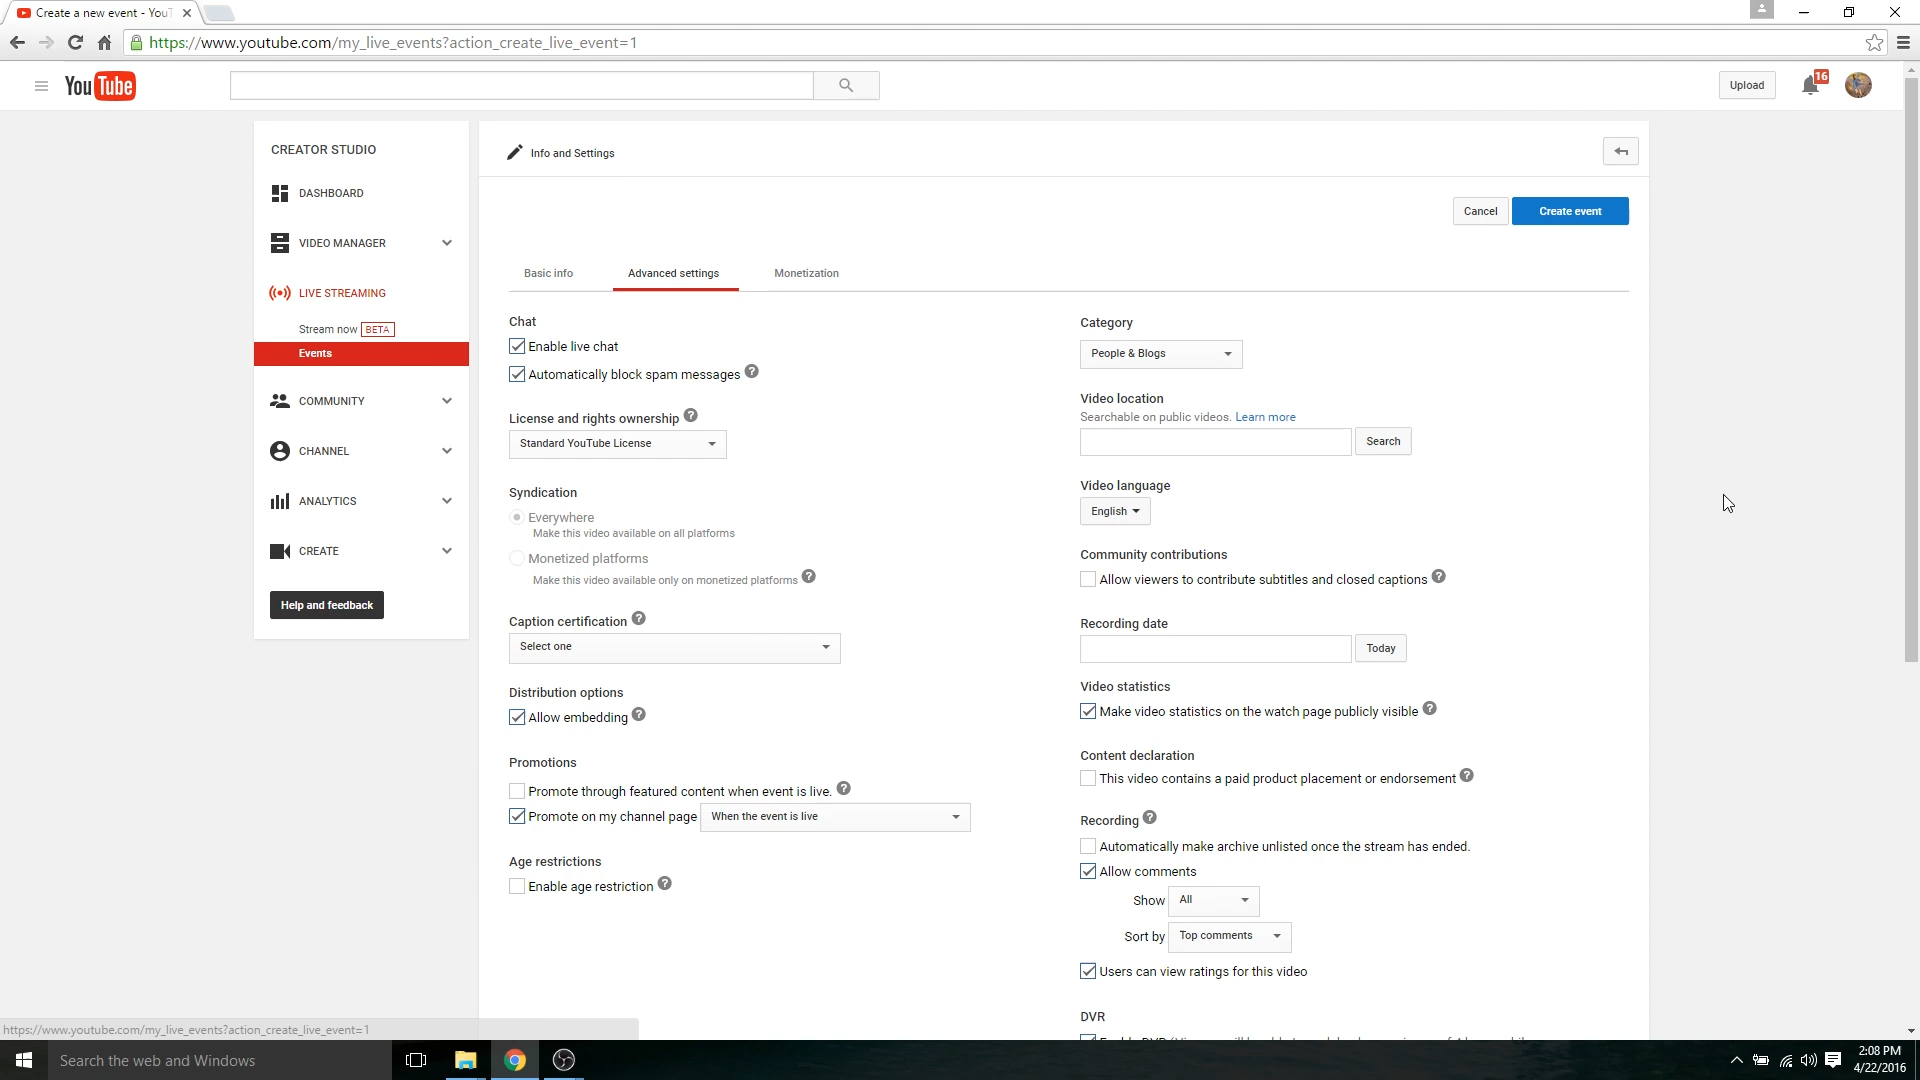 Create a new event - YouT
https://www.youtube.com/my_live_events?action_create_live_event=1
YouTube
Upload
16
CREATOR STUDIO
DASHBOARD
VIDEO MANAGER
LIVE STREAMING
Stream now BETA
Events
COMMUNITY
CHANNEL
ANALYTICS
CREATE
Help and feedback
Info and Settings
Cancel
Create event
Basic info
Advanced settings
Monetization
Chat
Enable live chat
Automatically block spam messages ?
License and rights ownership ?
Standard YouTube License
Syndication
Everywhere
Make this video available on all platforms
Monetized platforms
Make this video available only on monetized platforms ?
Caption certification ?
Select one
Distribution options
Allow embedding ?
Promotions
Promote through featured content when event is live. ?
Promote on my channel page When the event is live
Age restrictions
Enable age restriction ?
Category
People & Blogs
Video location
Searchable on public videos. Learn more
Search
Video language
English
Community contributions
Allow viewers to contribute subtitles and closed captions ?
Recording date
Today
Video statistics
Make video statistics on the watch page publicly visible ?
Content declaration
This video contains a paid product placement or endorsement ?
Recording ?
Automatically make archive unlisted once the stream has ended.
Allow comments
Show All
Sort by Top comments
Users can view ratings for this video
DVR
https://www.youtube.com/my_live_events?action_create_live_event=1
Search the web and Windows
2:08 PM
4/22/2016